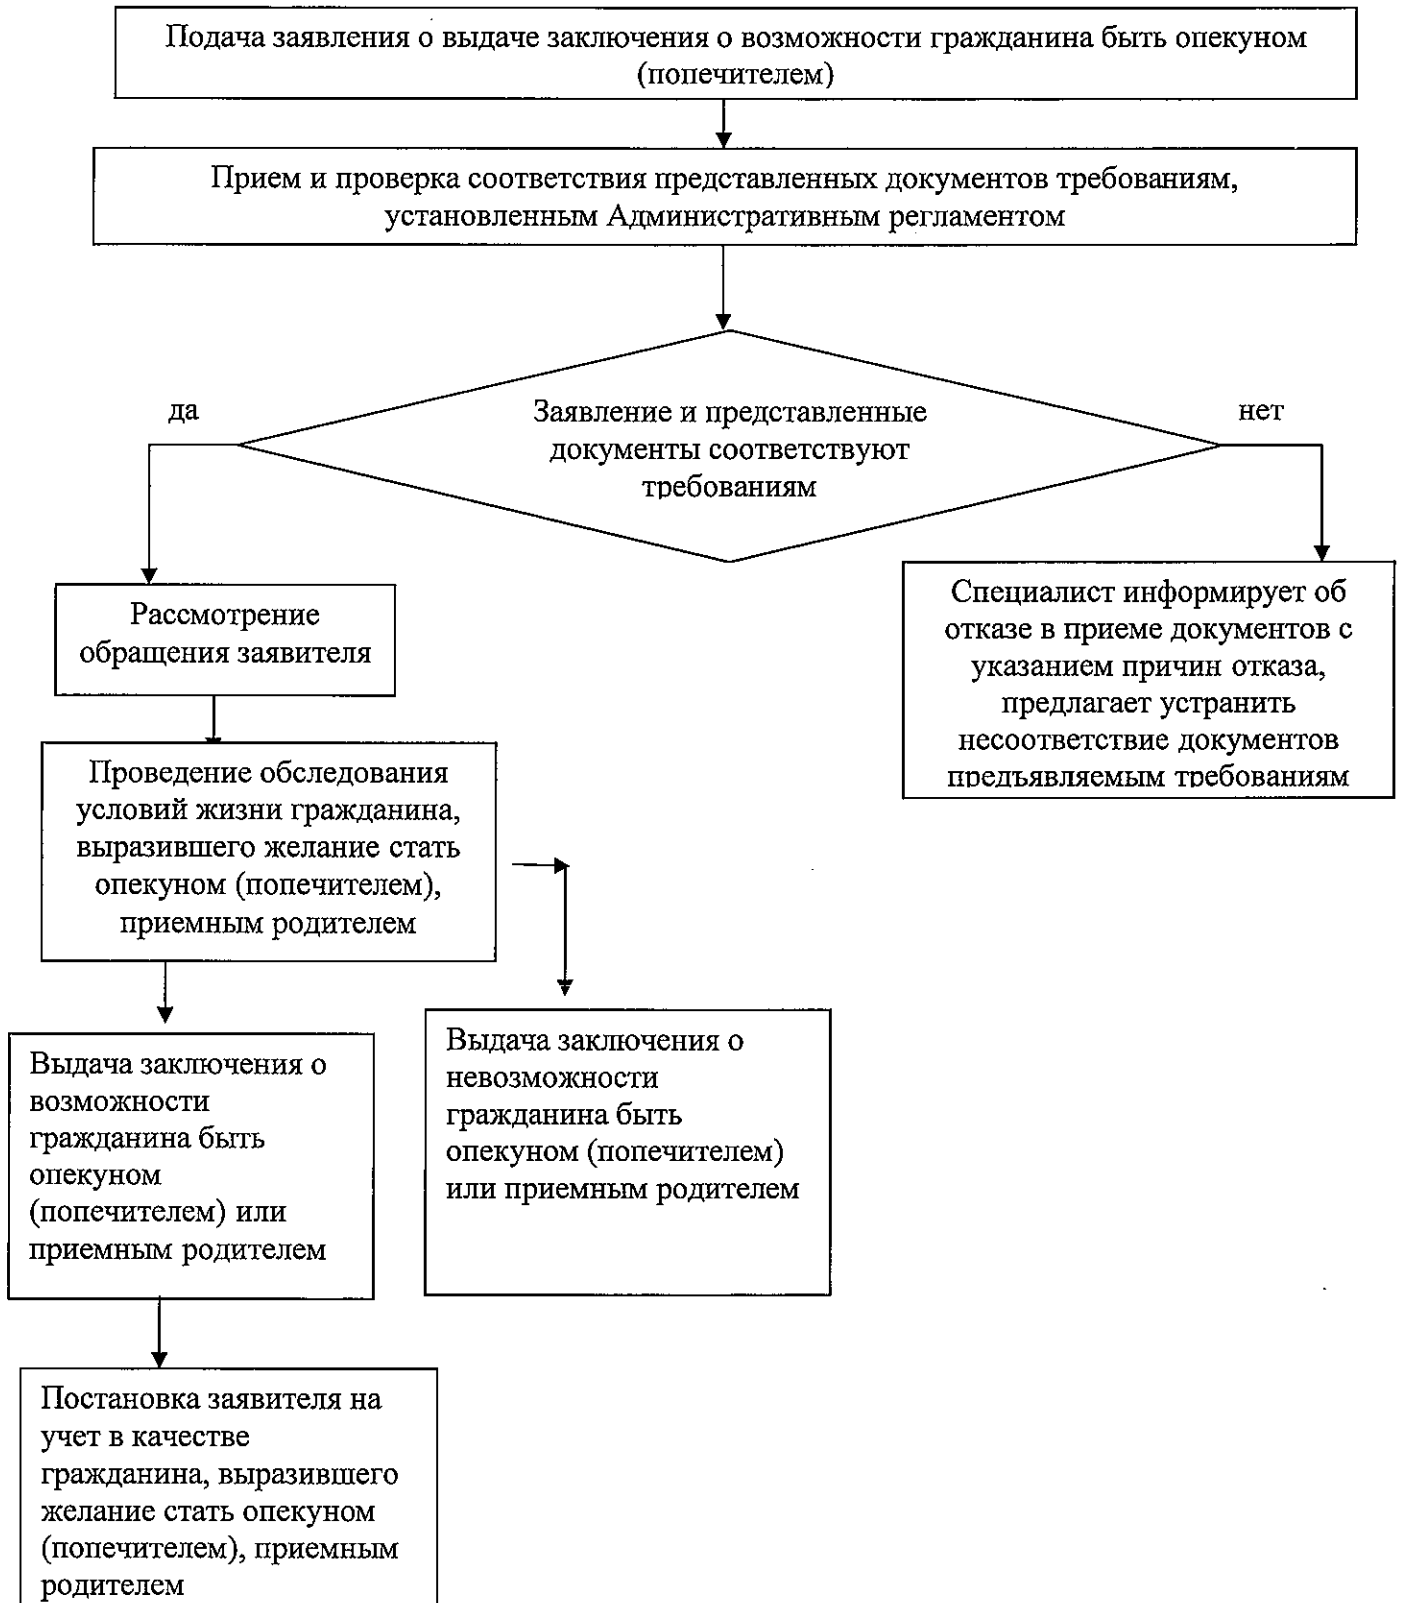 Подача заявления о выдаче заключения о возможности гражданина быть опекуном
(попечителем)
Прием и проверка соответствия представленных документов требованиям,
установленным Административным регламентом
да
Заявление и представленные
документы соответствуют
требованиям
нет
Рассмотрение
обращения заявителя
Специалист информирует об
отказе в приеме документов с
указанием причин отказа,
предлагает устранить
несоответствие документов
предъявляемым требованиям
Проведение обследования
условий жизни гражданина,
выразившего желание стать
опекуном (попечителем),
приемным родителем
Выдача заключения о
возможности
гражданина быть
опекуном
(попечителем) или
приемным родителем
Выдача заключения о
невозможности
гражданина быть
опекуном (попечителем)
или приемным родителем
Постановка заявителя на
учет в качестве
гражданина, выразившего
желание стать опекуном
(попечителем), приемным
родителем